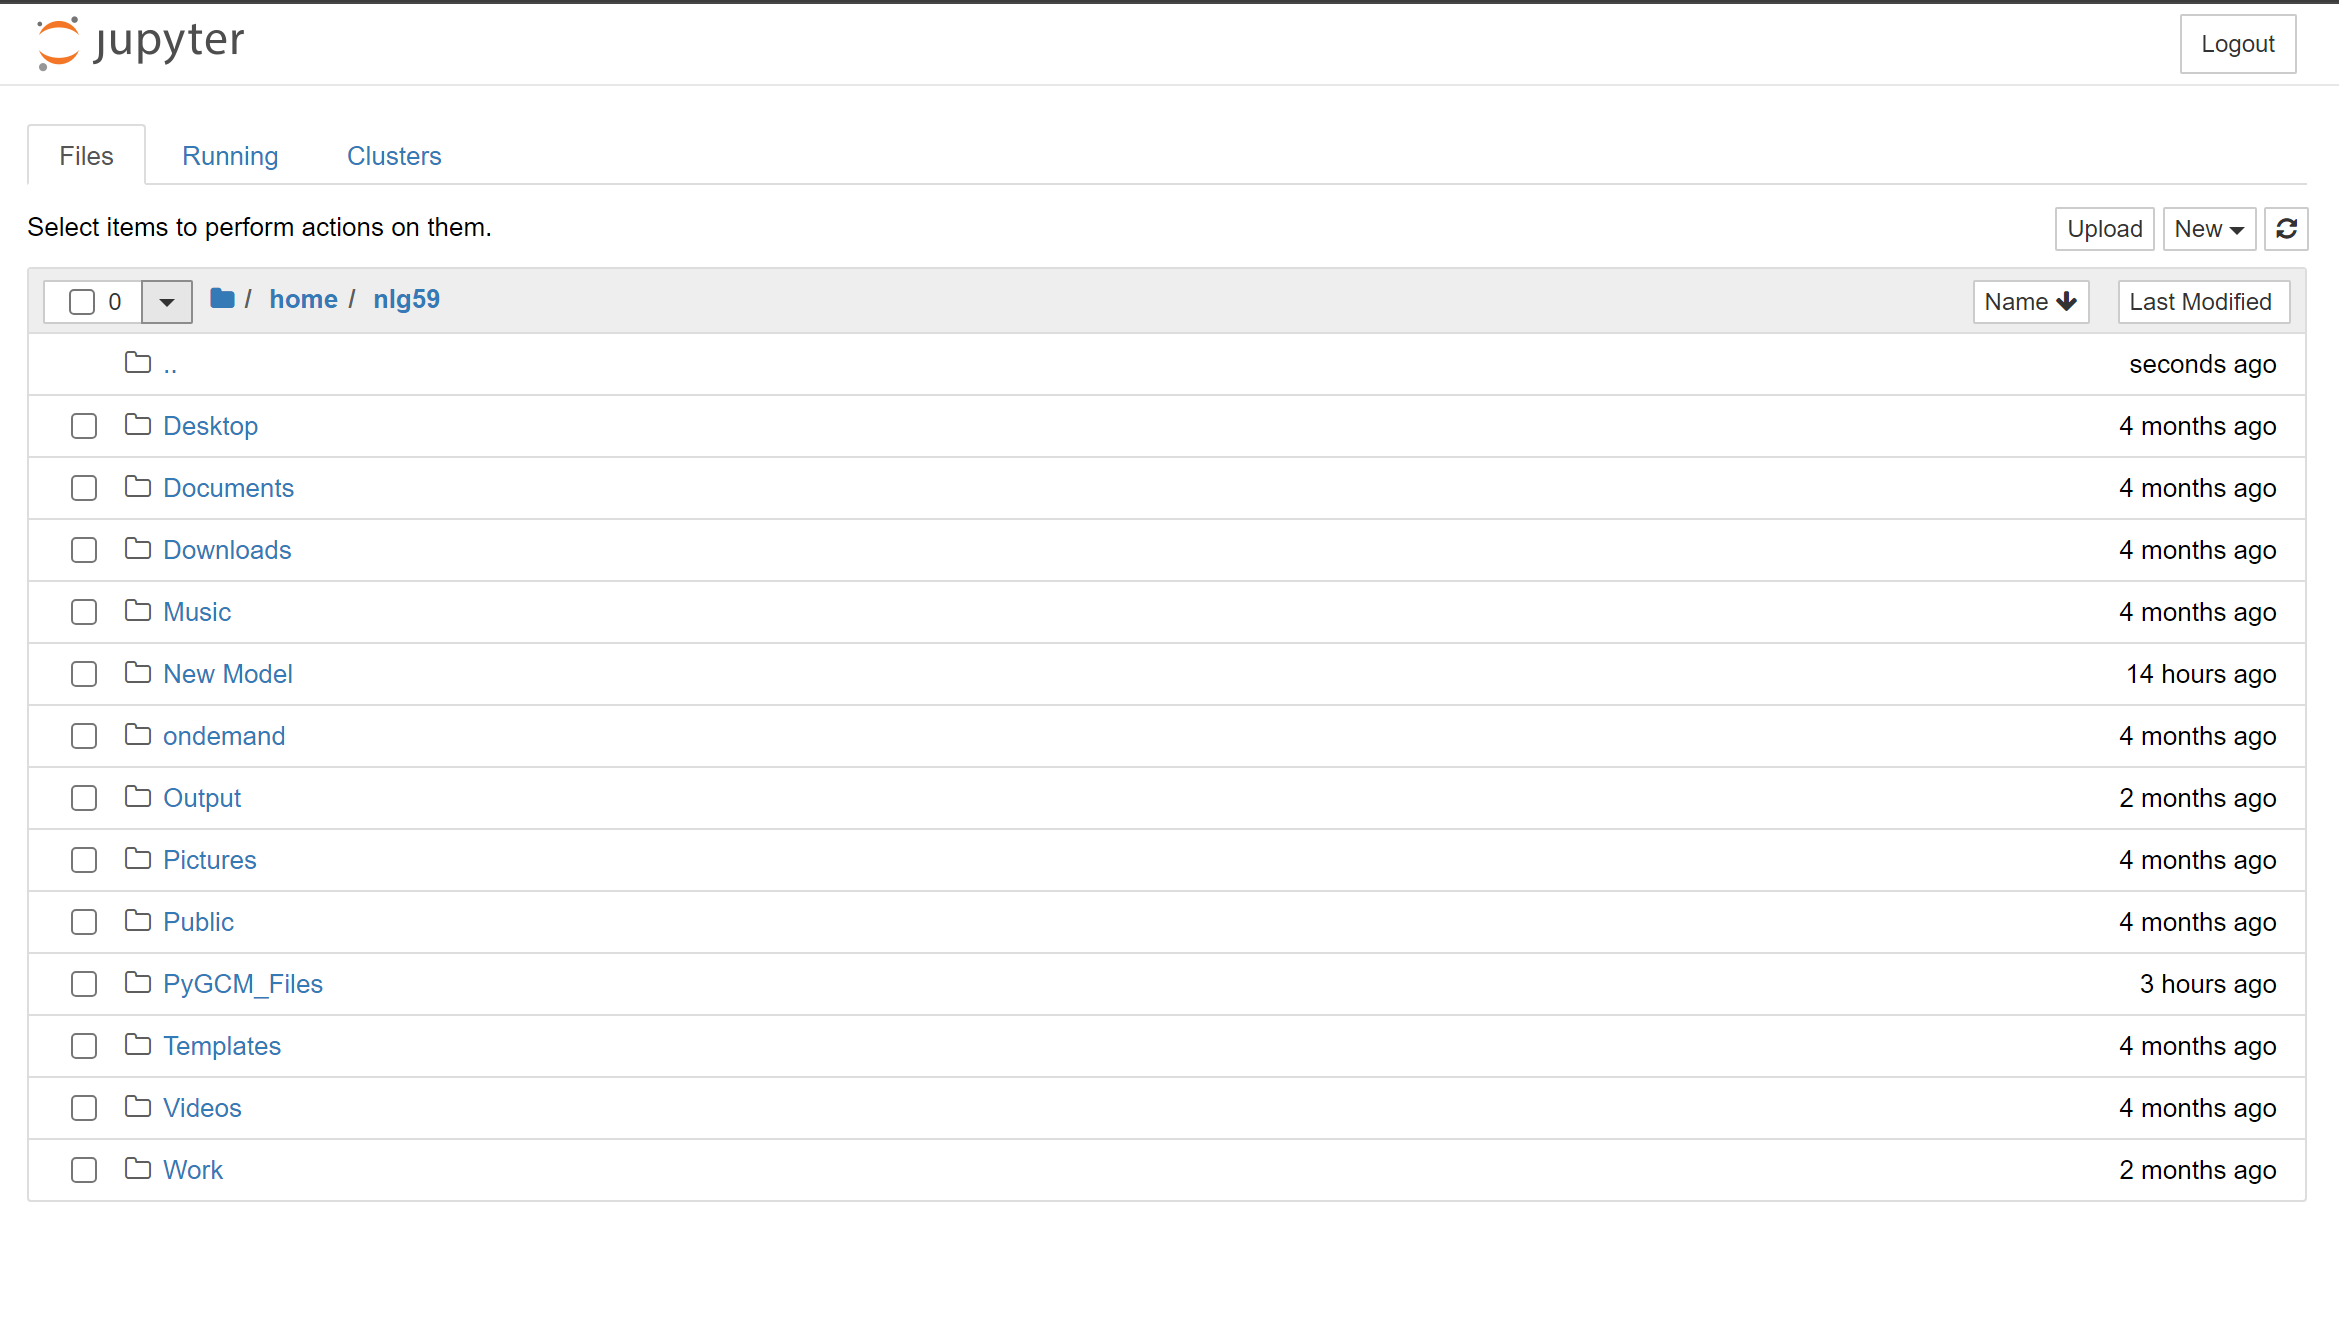 jupyter
Logout
Files Running Clusters
Select items to perform actions on them.
Upload New
0 / home / nlg59 Name Last Modified
.. seconds ago
Desktop 4 months ago
Documents 4 months ago
Downloads 4 months ago
Music 4 months ago
New Model 14 hours ago
ondemand 4 months ago
Output 2 months ago
Pictures 4 months ago
Public 4 months ago
PyGCM_Files 3 hours ago
Templates 4 months ago
Videos 4 months ago
Work 2 months ago